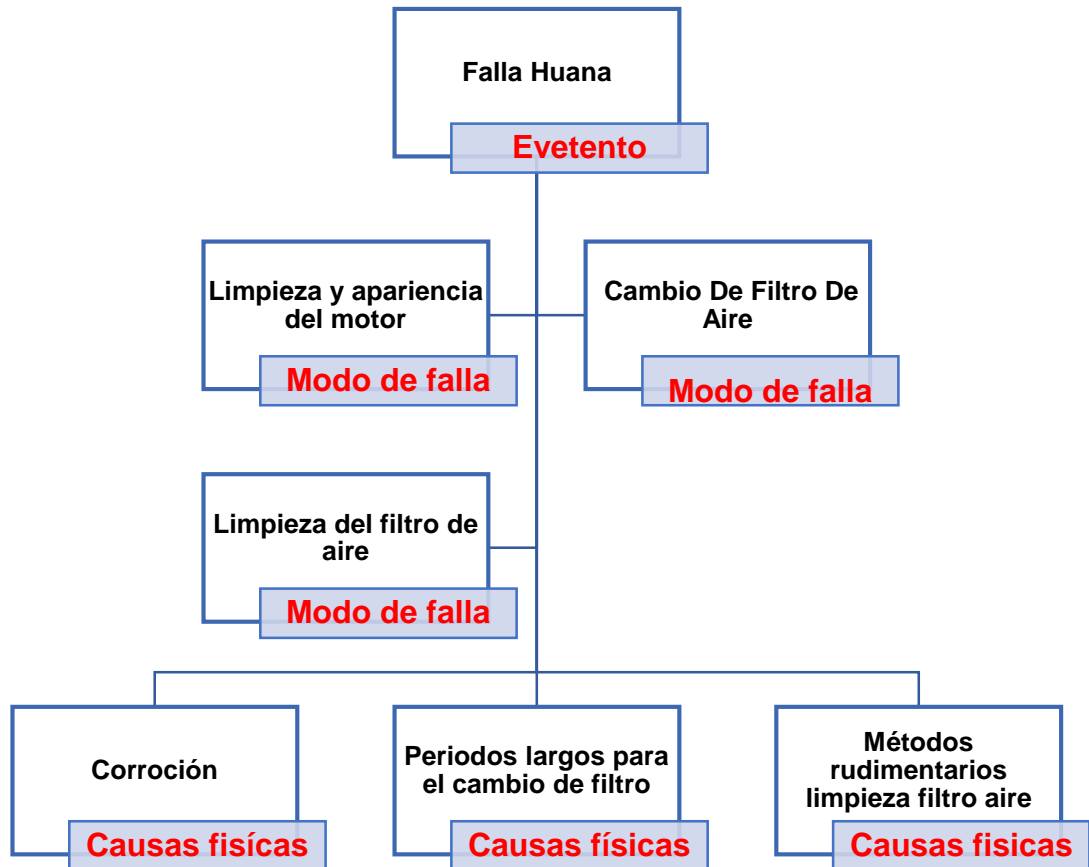 Falla Huana
Evetento
Limpieza y apariencia
del motor
Modo de falla
Cambio De Filtro De
Aire
Modo de falla
Limpieza del filtro de
aire
Modo de falla
Corroción
Causas fisícas
Periodos largos para
el cambio de filtro
Causas físicas
Métodos
rudimentarios
limpieza filtro aire
Causas fisicas